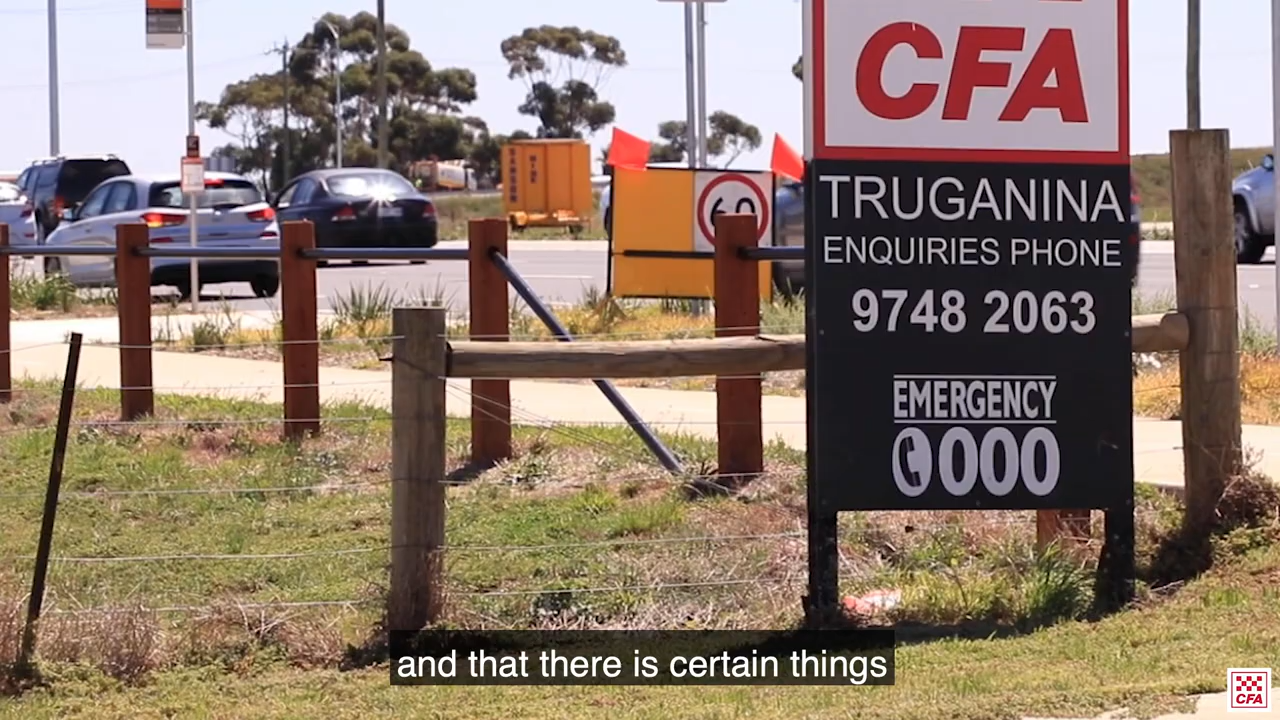 CFA
TRUGANINA
ENQUIRIES PHONE
9748 2063
EMERGENCY
000
60
and that there is certain things
CFA